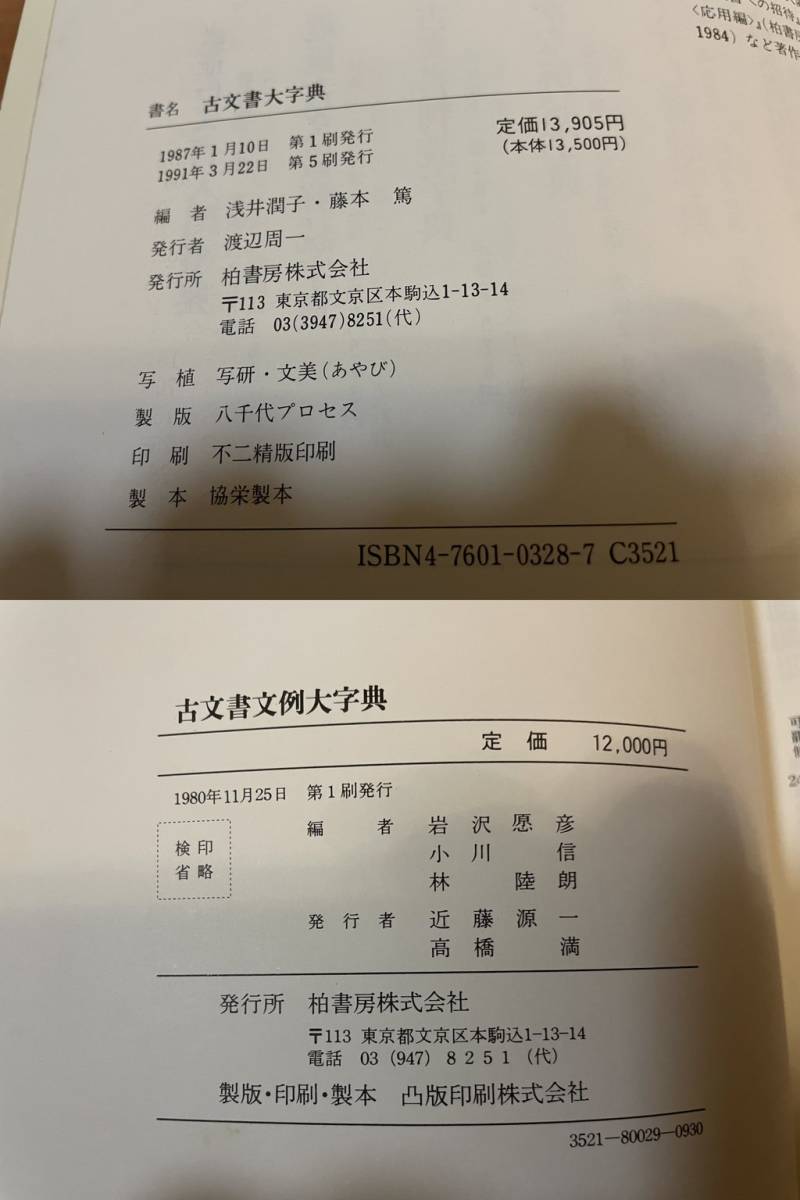 への招待』
〈応用編〉』(柏書房
1984) など著作
書名 古文書大字典
1987年1月10日 第1刷発行
1991年3月22日 第5刷発行
定価13,905円
(本体13,500円)
編者 浅井潤子・藤本 篤
発行者 渡辺周一
発行所 柏書房株式会社
〒113 東京都文京区本駒込1-13-14
電話 03(3947)8251(代)
写植 写研・文美(あやび)
製版 八千代プロセス
印刷 不二精版印刷
製本 協栄製本
ISBN4-7601-0328-7 C3521
古文書文例大字典
定価 12,000円
1980年11月25日 第1刷発行
検印
省略
編者 岩沢愿彦
小川 信
林 陸朗
発行者 近藤源一
高橋 満
発行所 柏書房株式会社
〒113 東京都文京区本駒込1-13-14
電話 03 (947) 8251 (代)
製版・印刷・製本 凸版印刷株式会社
3521—80029—0930